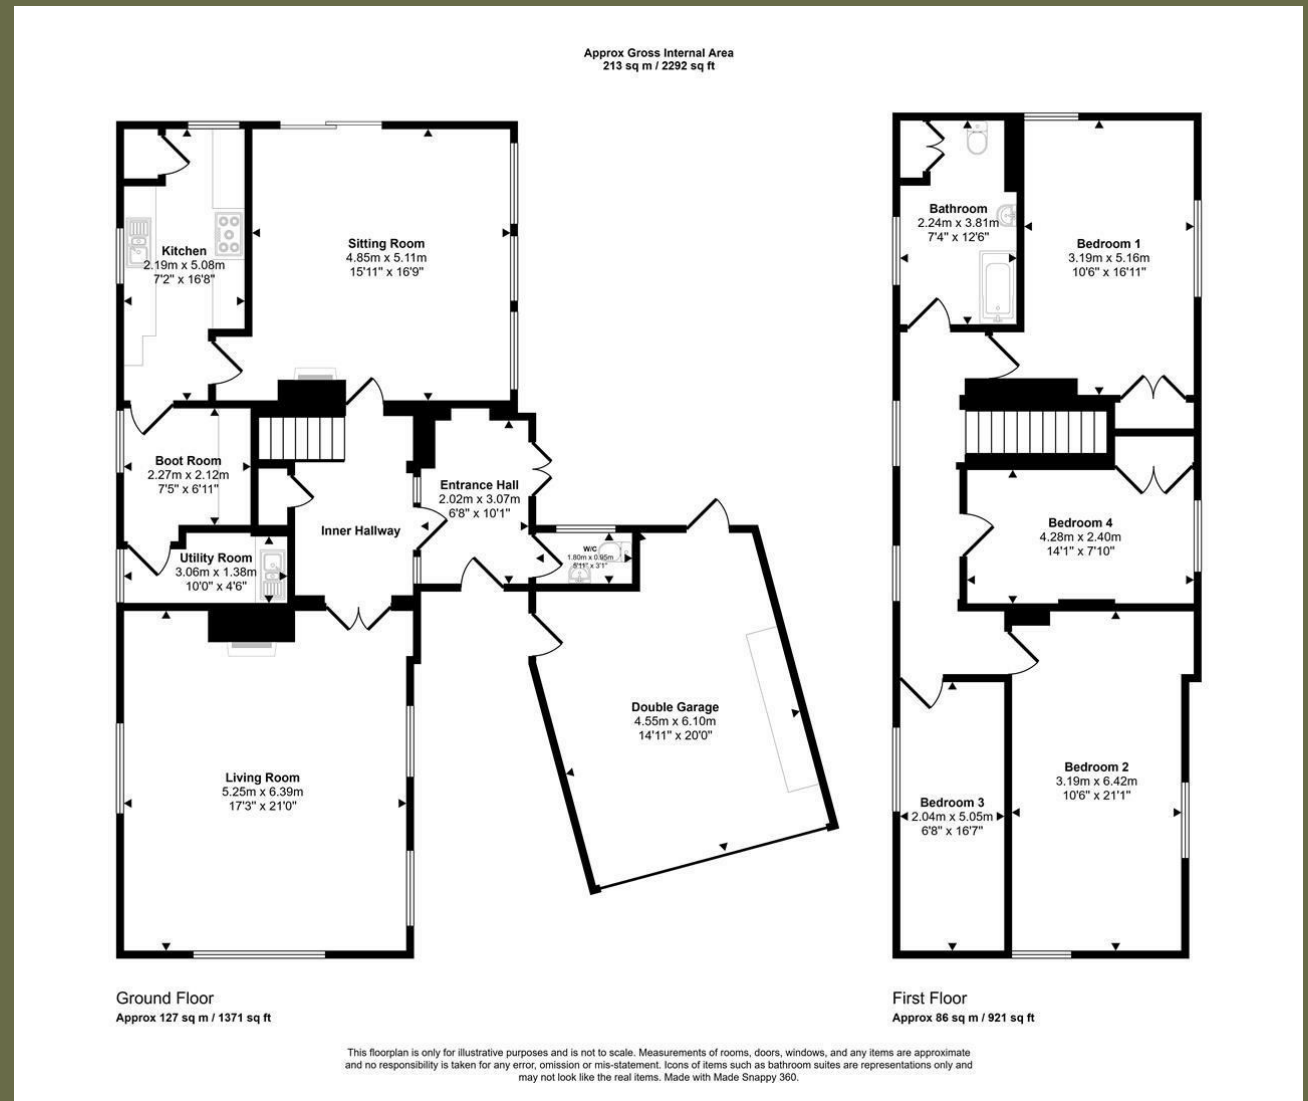 Approx Gross Internal Area
213 sq m / 2292 sq ft
Kitchen
2.19m x 5.08m
7'2" x 16'8"
Sitting Room
4.85m x 5.11m
15'11" x 16'9"
Boot Room
2.27m x 2.12m
7'5" x 6'11"
Entrance Hall
2.02m x 3.07m
6'8" x 10'1"
Inner Hallway
Utility Room
3.06m x 1.38m
10'0" x 4'6"
W/C
1.80m x 0.95m
5'11" x 3'1"
Living Room
5.25m x 6.39m
17'3" x 21'0"
Double Garage
4.55m x 6.10m
14'11" x 20'0"
Ground Floor
Approx 127 sq m / 1371 sq ft
Bathroom
2.24m x 3.81m
7'4" x 12'6"
Bedroom 1
3.19m x 5.16m
10'6" x 16'11"
Bedroom 4
4.28m x 2.40m
14'1" x 7'10"
Bedroom 2
3.19m x 6.42m
10'6" x 21'1"
Bedroom 3
2.04m x 5.05m
6'8" x 16'7"
First Floor
Approx 86 sq m / 921 sq ft
This floorplan is only for illustrative purposes and is not to scale. Measurements of rooms, doors, windows, and any items are approximate
and no responsibility is taken for any error, omission or mis-statement. Icons of items such as bathroom suites are representations only and
may not look like the real items. Made with Made Snappy 360.